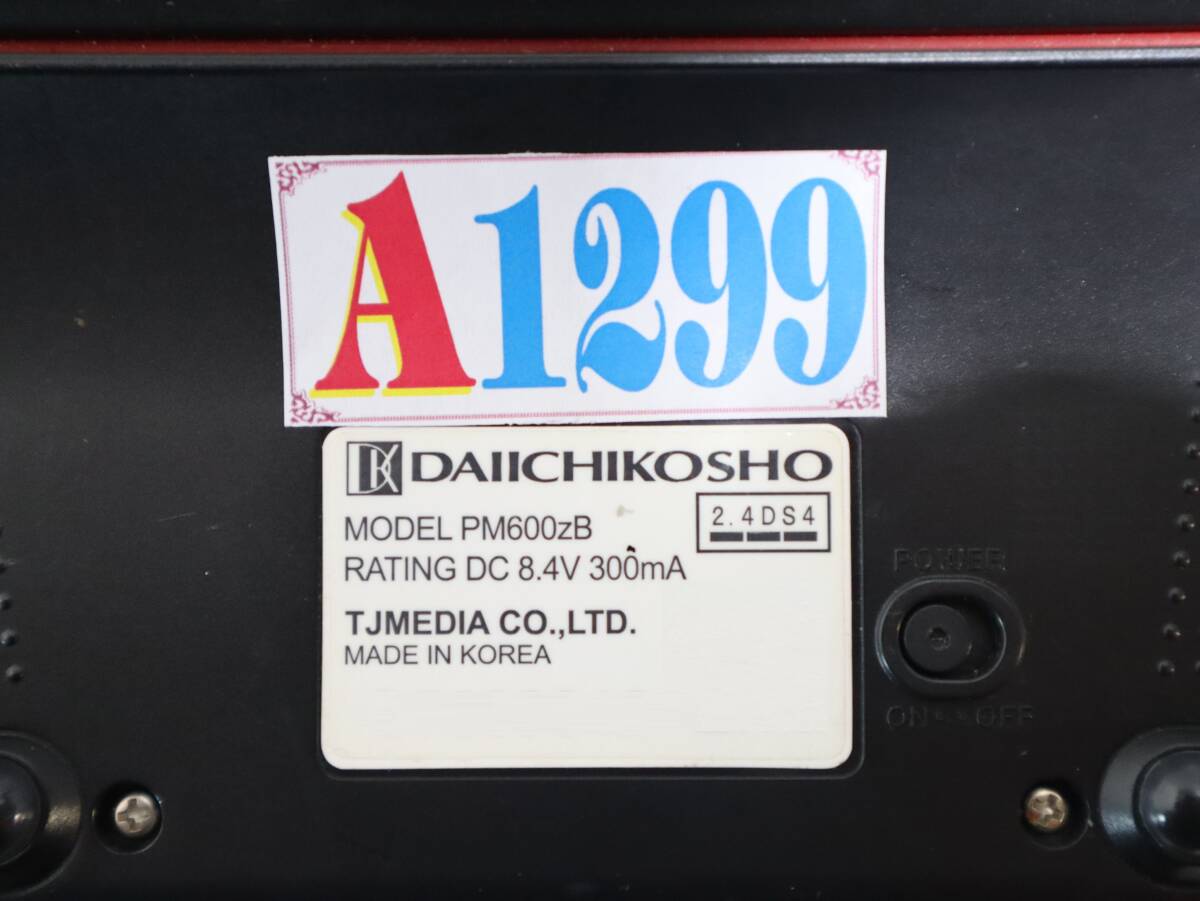 A1299
DK DAIICHIKOSHO
MODEL PM600zB
2.4DS4
RATING DC 8.4V 300mA
TJMEDIA CO.,LTD.
MADE IN KOREA
POWER
ON OFF